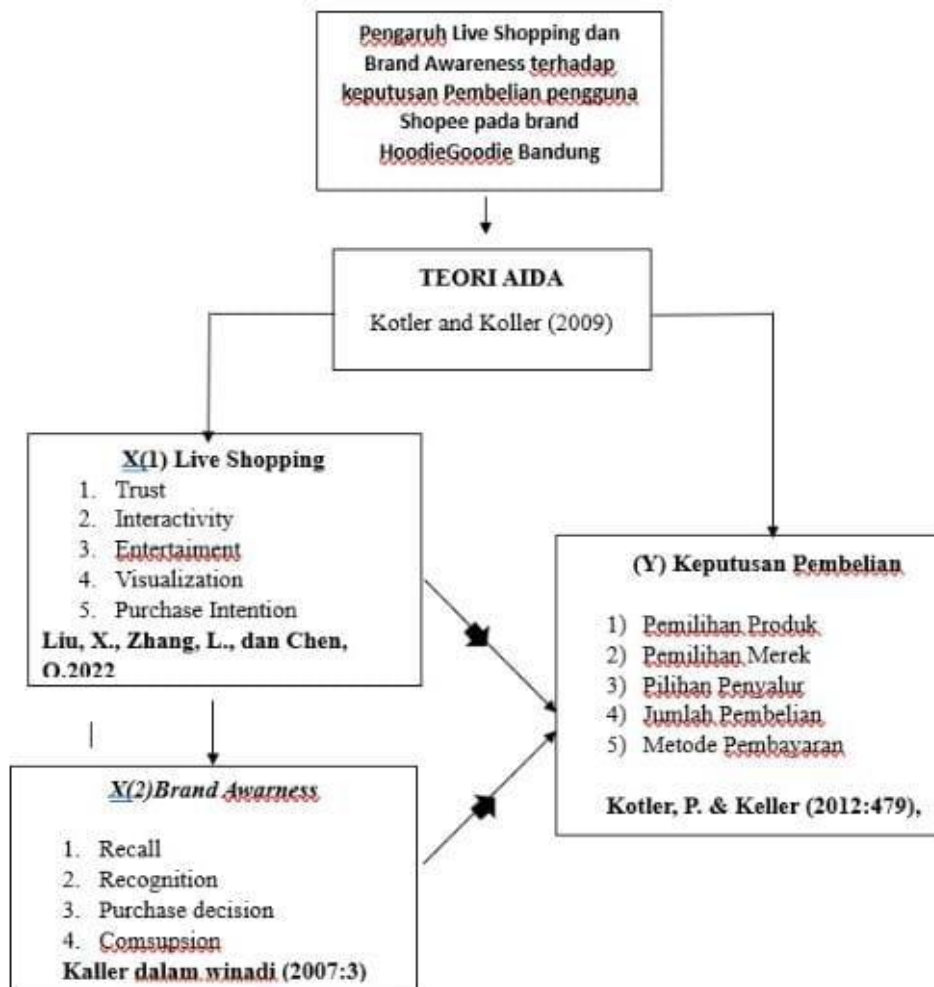 Pengaruh Live Shopping dan
Brand Awareness terhadap
keputusan Pembelian pengguna
Shopee pada brand
HoodieGoodie Bandung
TEORI AIDA
Kotler and Koller (2009)
X(1) Live Shopping
1. Trust
2. Interactivity
3. Entertaiment
4. Visualization
5. Purchase Intention
Liu, X., Zhang, L., dan Chen,
Q.2022
(Y) Keputusan Pembelian
1) Pemilihan Produk
2) Pemilihan Merek
3) Pilihan Penyalur
4) Jumlah Pembelian
5) Metode Pembayaran
Kotler, P. & Keller (2012:479),
X(2)Brand Awarness
1. Recall
2. Recognition
3. Purchase decision
4. Comsupsion
Kaller dalam winadi (2007:3)